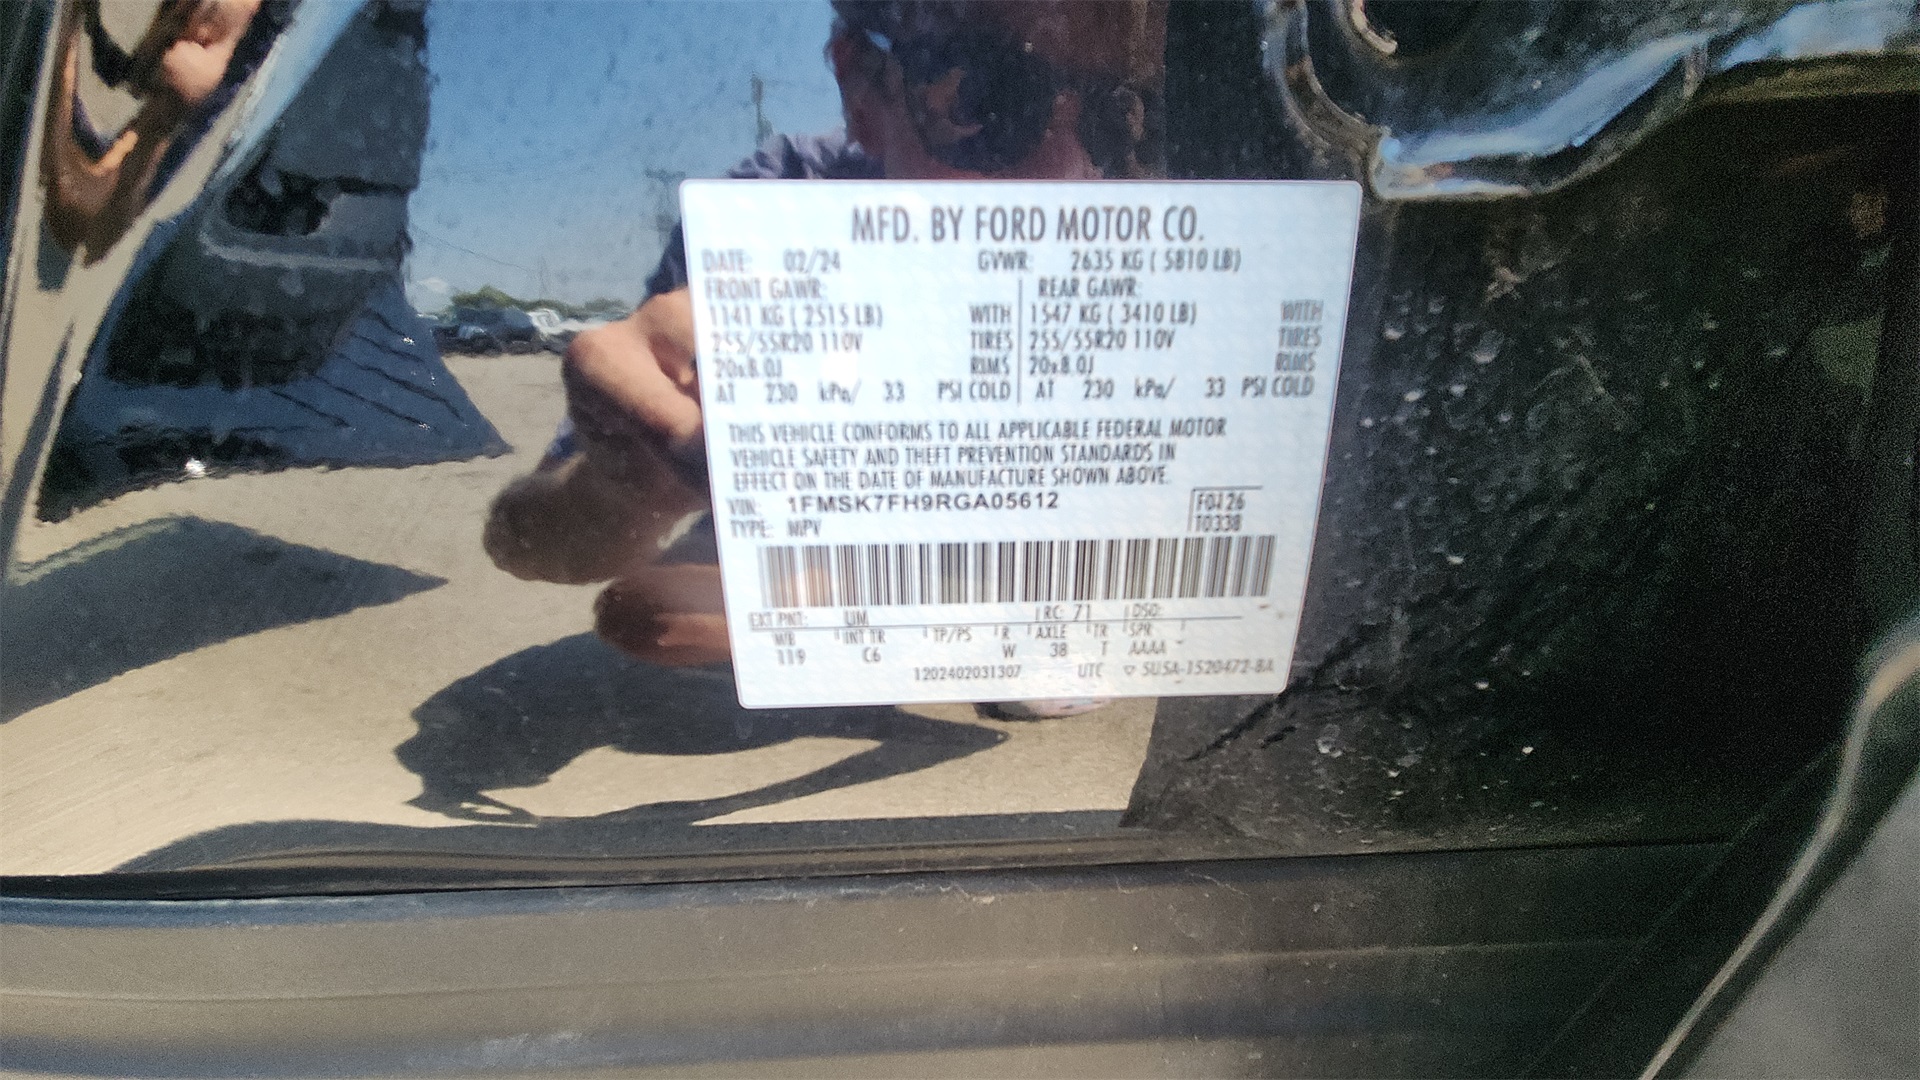 MFD. BY FORD MOTOR CO.
DATE: 02/24 GVWR: 2635 KG ( 5810 LB)
FRONT GAWR: REAR GAWR:
1141 KG ( 2515 LB) WITH 1547 KG ( 3410 LB) WITH
255/55R20 110V TIRES 255/55R20 110V TIRES
20x8.0J RIMS 20x8.0J RIMS
AT 230 kPa/ 33 PSI COLD AT 230 kPa/ 33 PSI COLD
THIS VEHICLE CONFORMS TO ALL APPLICABLE FEDERAL MOTOR
VEHICLE SAFETY AND THEFT PREVENTION STANDARDS IN
EFFECT ON THE DATE OF MANUFACTURE SHOWN ABOVE.
VIN: 1FMSK7FH9RGA05612 FOJ26
TYPE: MPV T0338
EXT PNT: UM RC: 71 DSO:
WB INT TR TP/PS R AXLE TR SPR
119 C6 W 38 T AAAA
1202402031307 UTC ▽ SU5A-1520472-BA